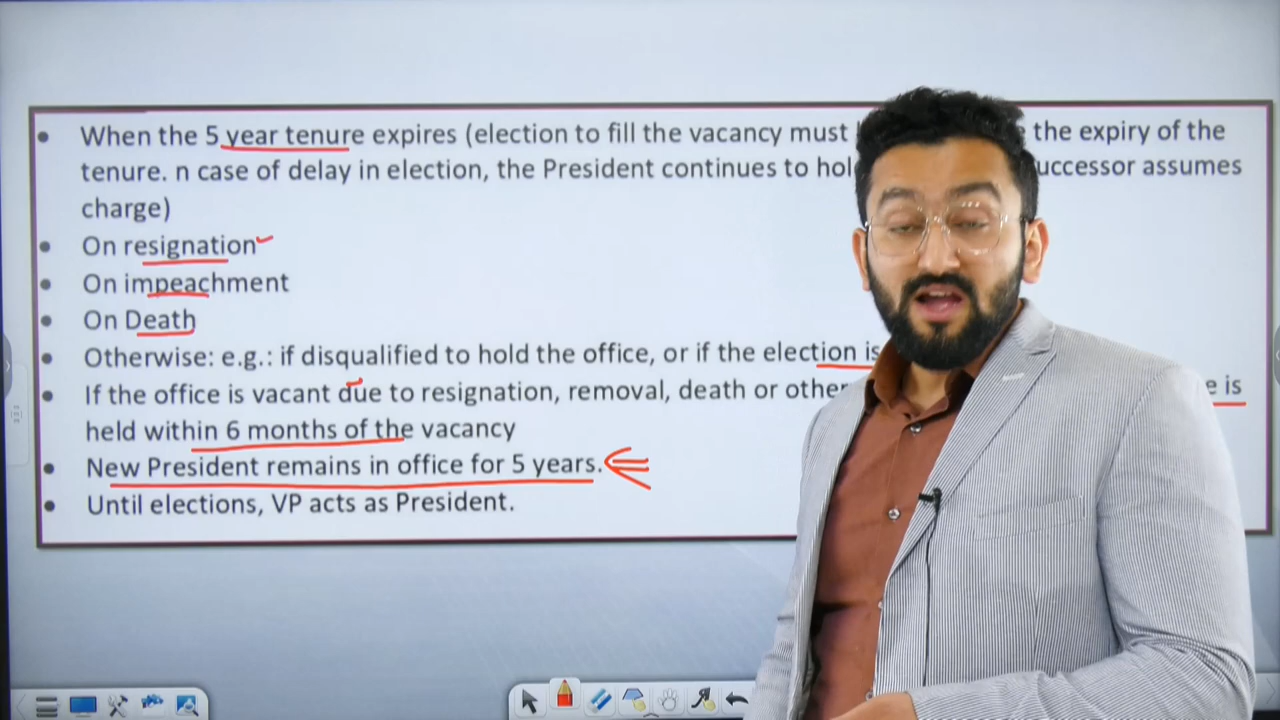 When the 5 year tenure expires (election to fill the vacancy must the expiry of the
tenure. n case of delay in election, the President continues to assumes
charge)
On resignation
On impeachment
On Death
Otherwise: e.g.: if disqualified to hold the office, or if the election is
If the office is vacant due to resignation, removal, death or is
held within 6 months of the vacancy
New President remains in office for 5 years.
Until elections, VP acts as President.